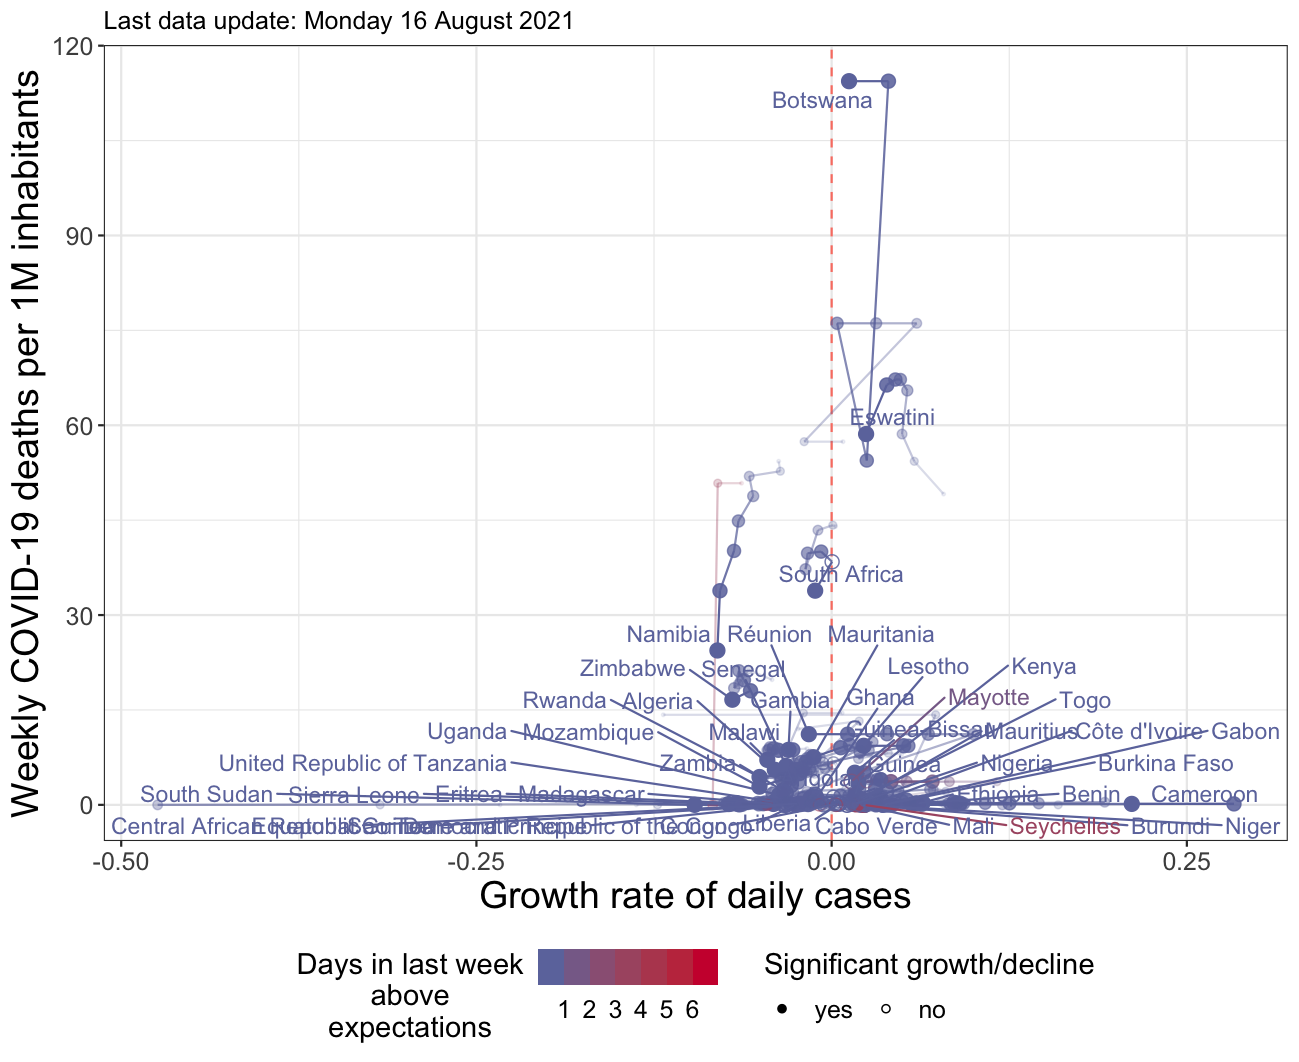 Last data update: Monday 16 August 2021
Weekly COVID-19 deaths per 1M inhabitants
120
90
60
30
0
Botswana
Eswatini
South Africa
Namibia
Réunion
Mauritania
Zimbabwe
Senegal
Lesotho
Kenya
Rwanda
Algeria
Gambia
Ghana
Mayotte
Togo
Uganda
Mozambique
Malawi
Guinea-Bissau
Mauritius
Côte d'Ivoire
Gabon
United Republic of Tanzania
Zambia
Guinea
Nigeria
Burkina Faso
South Sudan
Sierra Leone
Eritrea
Madagascar
Ethiopia
Benin
Cameroon
Central African Republic
Democratic Republic of the Congo
Congo
Liberia
Cabo Verde
Mali
Seychelles
Burundi
Niger
-0.50
-0.25
0.00
0.25
Growth rate of daily cases
Days in last week
above
expectations
1 2 3 4 5 6
Significant growth/decline
yes
no